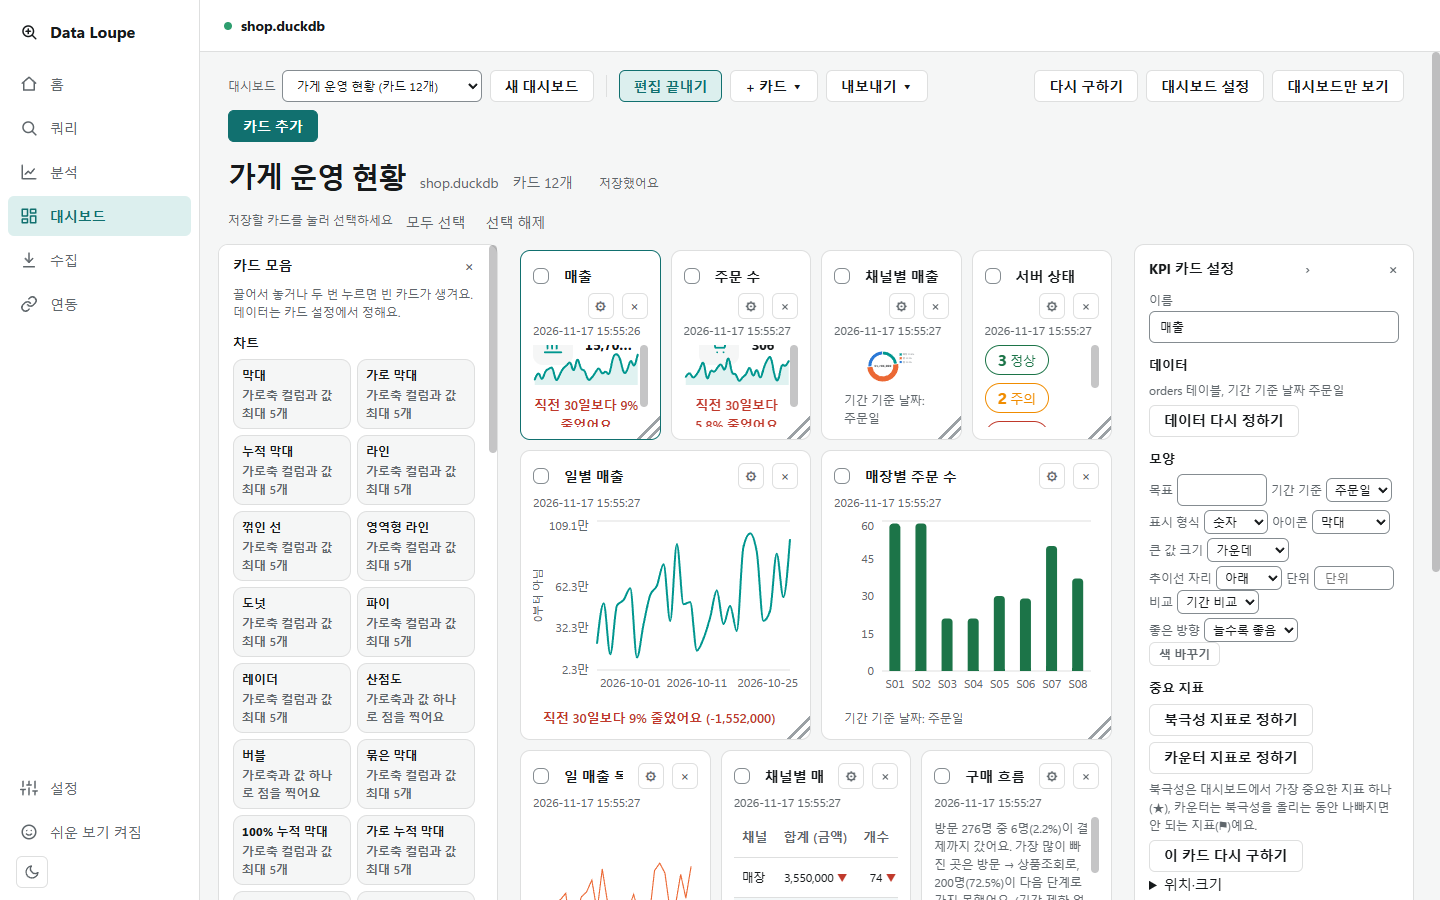 Data Loupe
shop.duckdb
홈
쿼리
분석
대시보드
수집
연동
설정
쉬운 보기 켜짐
대시보드
가게 운영 현황 (카드 12개)
새 대시보드
편집 끝내기
+ 카드 ▾
내보내기 ▾
다시 구하기
대시보드 설정
대시보드만 보기
카드 추가
가게 운영 현황 shop.duckdb 카드 12개 저장했어요
저장할 카드를 눌러 선택하세요 모두 선택 선택 해제
카드 모음 ×
끌어서 놓거나 두 번 누르면 빈 카드가 생겨요.
데이터는 카드 설정에서 정해요.
차트
막대
가로축 컬럼과 값
최대 5개
가로 막대
가로축 컬럼과 값
최대 5개
누적 막대
가로축 컬럼과 값
최대 5개
라인
가로축 컬럼과 값
최대 5개
꺾인 선
가로축 컬럼과 값
최대 5개
영역형 라인
가로축 컬럼과 값
최대 5개
도넛
가로축 컬럼과 값
최대 5개
파이
가로축 컬럼과 값
최대 5개
레이더
가로축 컬럼과 값
최대 5개
산점도
가로축과 값 하나
로 점을 찍어요
버블
가로축과 값 하나
로 점을 찍어요
묶은 막대
가로축 컬럼과 값
최대 5개
100% 누적 막대
가로축 컬럼과 값
최대 5개
가로 누적 막대
가로축 컬럼과 값
최대 5개
매출
⚙ ×
2026-11-17 15:55:26
직전 30일보다 9%
줄었어요
주문 수
⚙ ×
2026-11-17 15:55:27
306
직전 30일보다
5.8% 줄었어요
채널별 매출
⚙ ×
2026-11-17 15:55:27
기간 기준 날짜:
주문일
서버 상태
⚙ ×
2026-11-17 15:55:27
3 정상
2 주의
일별 매출 ⚙ ×
2026-11-17 15:55:27
109.1만
62.3만
32.3만
2.3만
0부터 아님
2026-10-01 2026-10-11 2026-10-25
직전 30일보다 9% 줄었어요 (-1,552,000)
매장별 주문 수 ⚙ ×
2026-11-17 15:55:27
60
45
30
15
0
S01 S02 S03 S04 S05 S06 S07 S08
기간 기준 날짜: 주문일
일 매출 ⚙ ×
2026-11-17 15:55:27
채널별 매 ⚙ ×
2026-11-17 15:55:27
채널 합계 (금액) 개수
매장 3,550,000 ▼ 74 ▼
구매 흐름 ⚙ ×
2026-11-17 15:55:27
방문 276명 중 6명(2.2%)이 결
제까지 갔어요. 가장 많이 빠
진 곳은 방문 → 상품조회로,
200명(72.5%)이 다음 단계로
가지 못했어요. (기간 제한 없
KPI 카드 설정 › ×
이름
매출
데이터
orders 테이블, 기간 기준 날짜 주문일
데이터 다시 정하기
모양
목표 기간 기준 주문일
표시 형식 숫자 아이콘 막대
큰 값 크기 가운데
추이선 자리 아래 단위 단위
비교 기간 비교
좋은 방향 늘수록 좋음
색 바꾸기
중요 지표
북극성 지표로 정하기
카운터 지표로 정하기
북극성은 대시보드에서 가장 중요한 지표 하나
(★), 카운터는 북극성을 올리는 동안 나빠지면
안 되는 지표(⚑)예요.
이 카드 다시 구하기
▶ 위치·크기